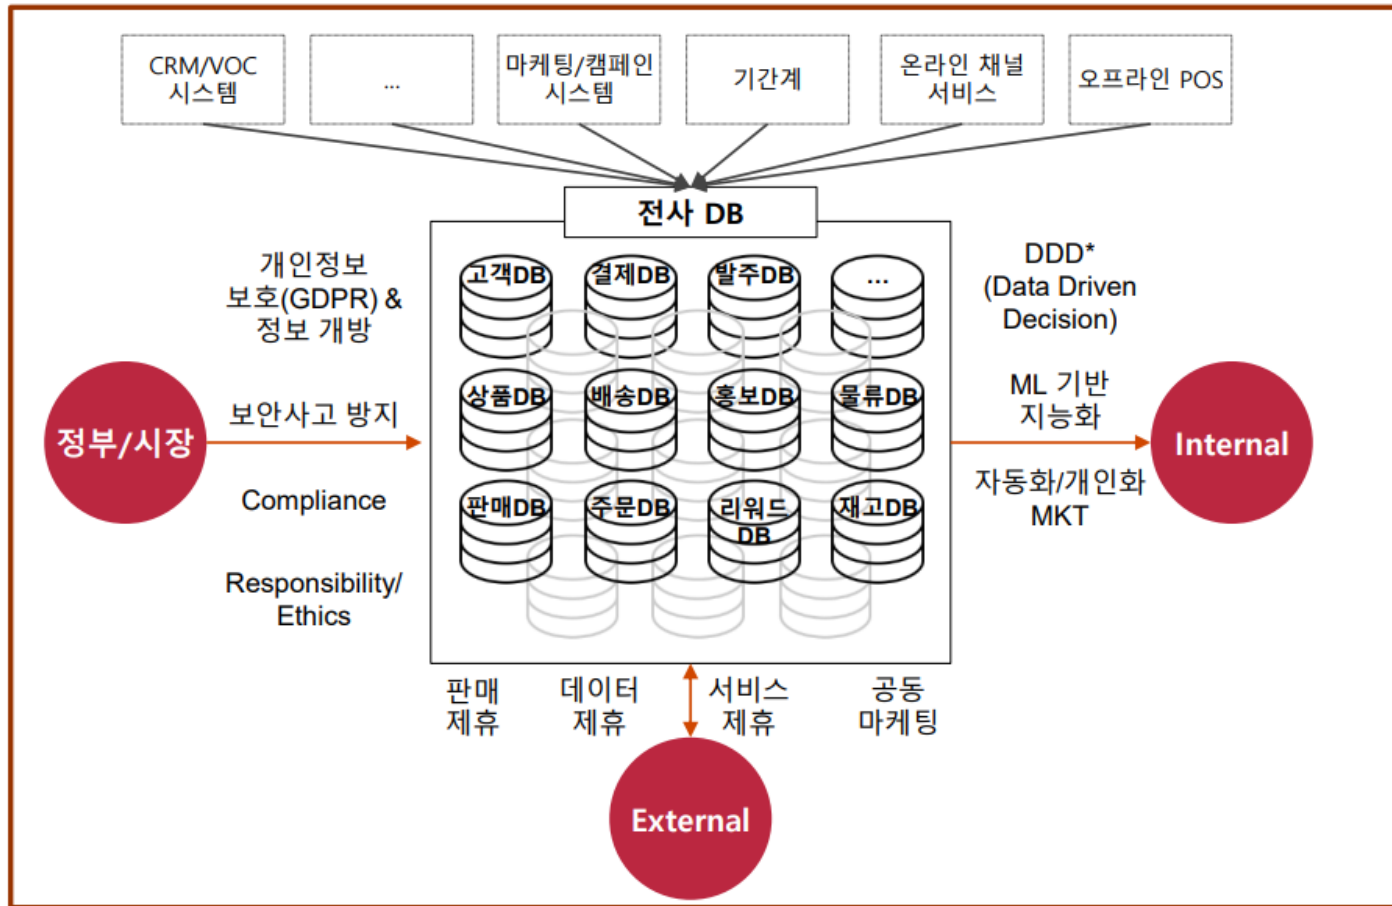 CRM/VOC
시스템
...
마케팅/캠페인
시스템
기간계
온라인 채널
서비스
오프라인 POS
전사 DB
개인정보
보호(GDPR) &
정보 개방
보안사고 방지
Compliance
Responsibility/
Ethics
정부/시장
고객DB
결제DB
발주DB
...
상품DB
배송DB
홍보DB
물류DB
판매DB
주문DB
리워드
DB
재고DB
DDD*
(Data Driven
Decision)
ML 기반
지능화
자동화/개인화
MKT
Internal
판매
제휴
데이터
제휴
서비스
제휴
공동
마케팅
External